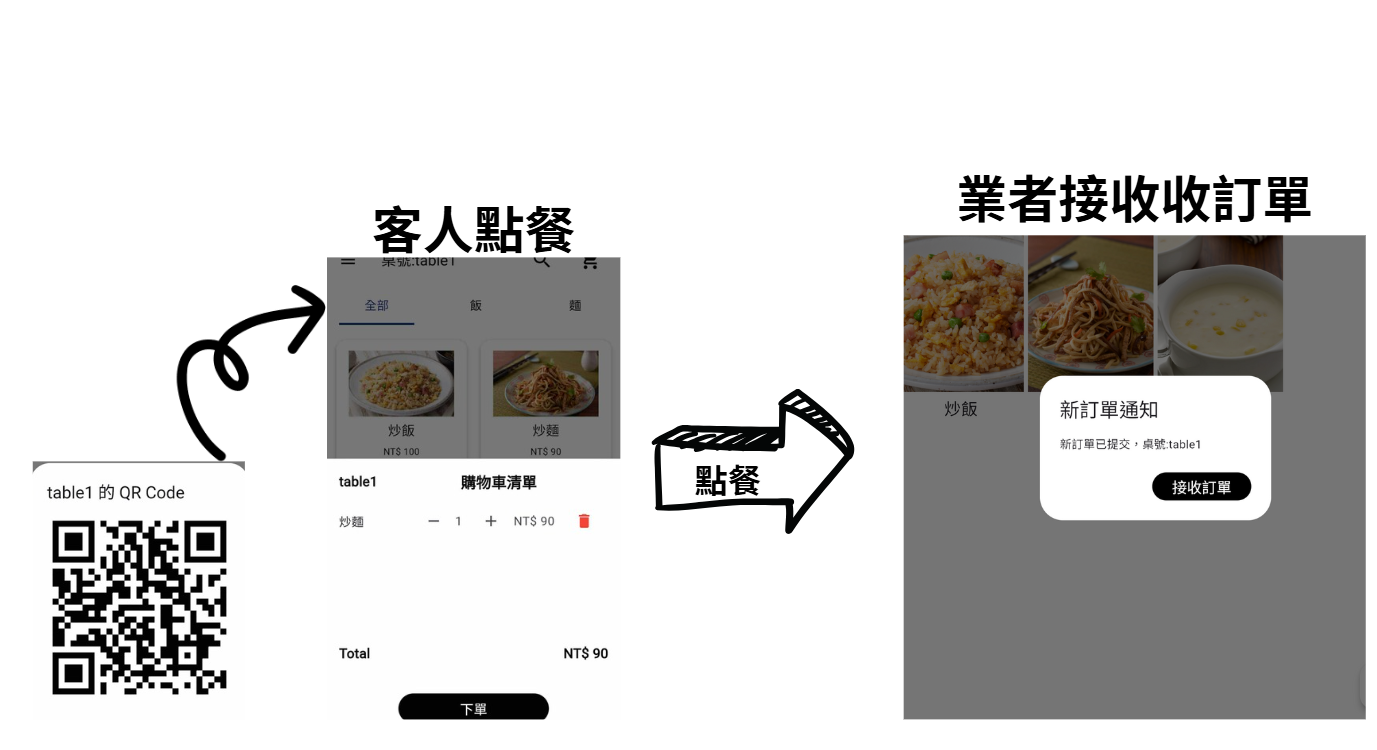 客人點餐
業者接收收訂單
桌號:table1
全部
飯
麵
炒飯
NT$ 100
炒麵
NT$ 90
table1
購物車清單
炒麵
1
NT$ 90
Total
NT$ 90
下單
table1 的 QR Code
點餐
炒飯
新訂單通知
新訂單已提交，桌號:table1
接收訂單